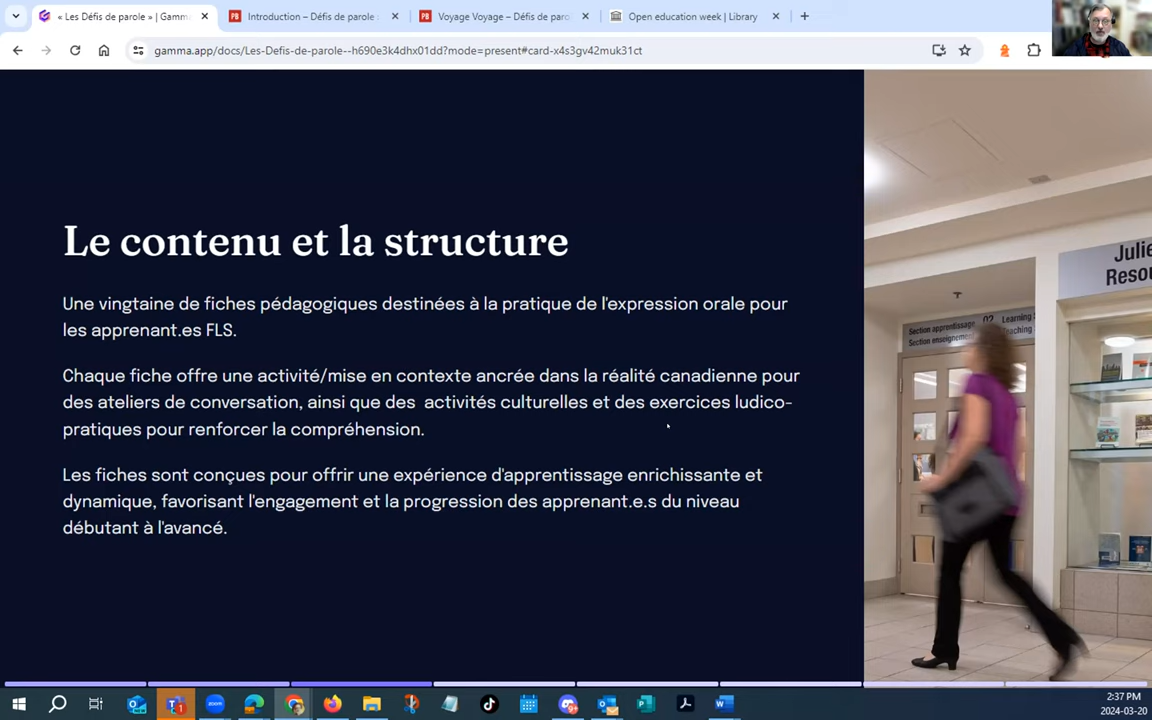 « Les Défis de parole » | Gamm
Introduction – Défis de parole
Voyage Voyage – Défis de paro
Open education week | Library
gamma.app/docs/Les-Defis-de-parole--h690e3k4dhx01dd?mode=present#card-x4s3gv42muk31ct
Le contenu et la structure
Une vingtaine de fiches pédagogiques destinées à la pratique de l'expression orale pour
les apprenant.es FLS.
Chaque fiche offre une activité/mise en contexte ancrée dans la réalité canadienne pour
des ateliers de conversation, ainsi que des activités culturelles et des exercices ludico-
pratiques pour renforcer la compréhension.
Les fiches sont conçues pour offrir une expérience d'apprentissage enrichissante et
dynamique, favorisant l'engagement et la progression des apprenant.e.s du niveau
débutant à l'avancé.
Julie
Resou
Section apprentissage
Section enseignement
02
Learning S
Teaching
2:37 PM
2024-03-20